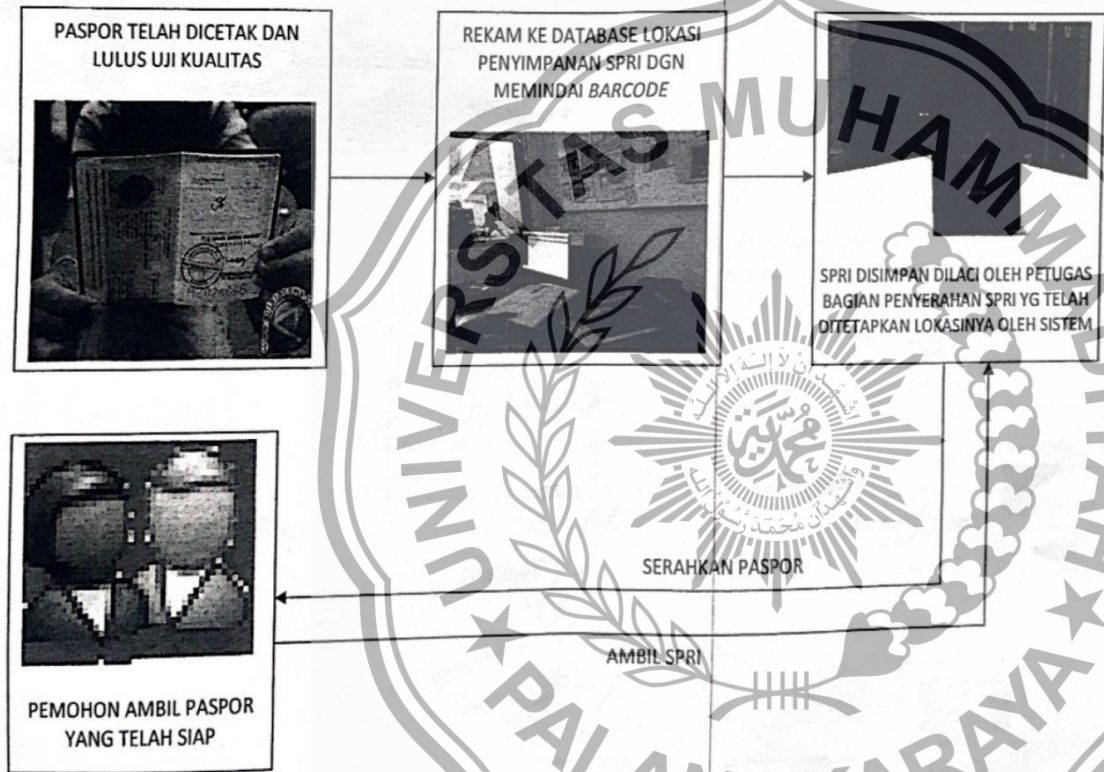 PASPOR TELAH DICETAK DAN
LULUS UJI KUALITAS
REKAM KE DATABASE LOKASI
PENYIMPANAN SPRI DGN
MEMINDAI BARCODE
SPRI DISIMPAN DILACI OLEH PETUGAS
BAGIAN PENYERAHAN SPRI YG TELAH
DITETAPKAN LOKASINYA OLEH SISTEM
SERAHKAN PASPOR
AMBIL SPRI
PEMOHON AMBIL PASPOR
YANG TELAH SIAP
UNIVERSITAS MUHAMMADIYAH
PALANGKARAYA